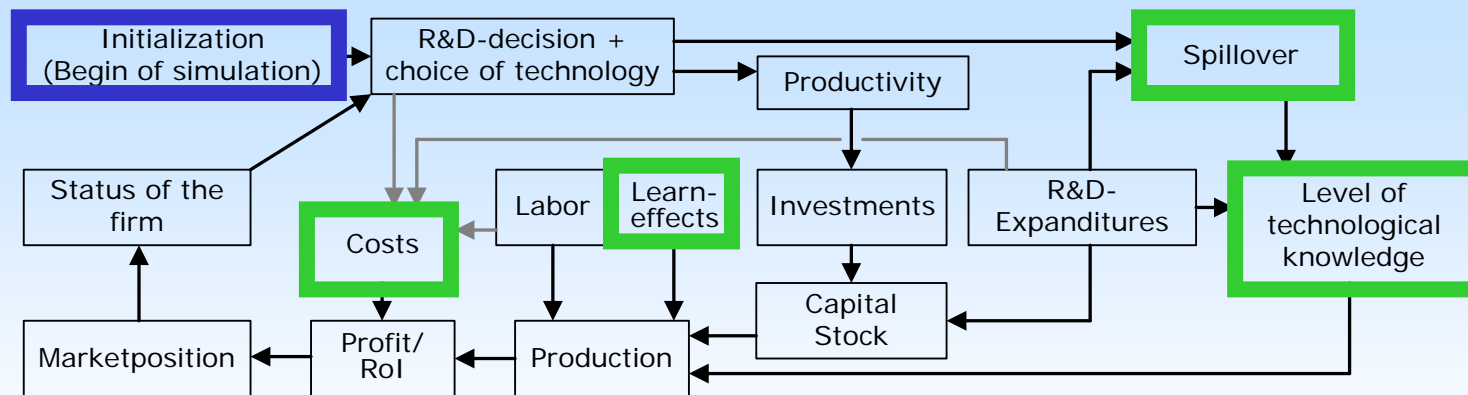 Initialization
(Begin of simulation)
R&D-decision +
choice of technology
Spillover
Productivity
Status of the
firm
Costs
Labor
Learn-
effects
Investments
R&D-
Expanditures
Level of
technological
knowledge
Marketposition
Profit/
RoI
Production
Capital
Stock